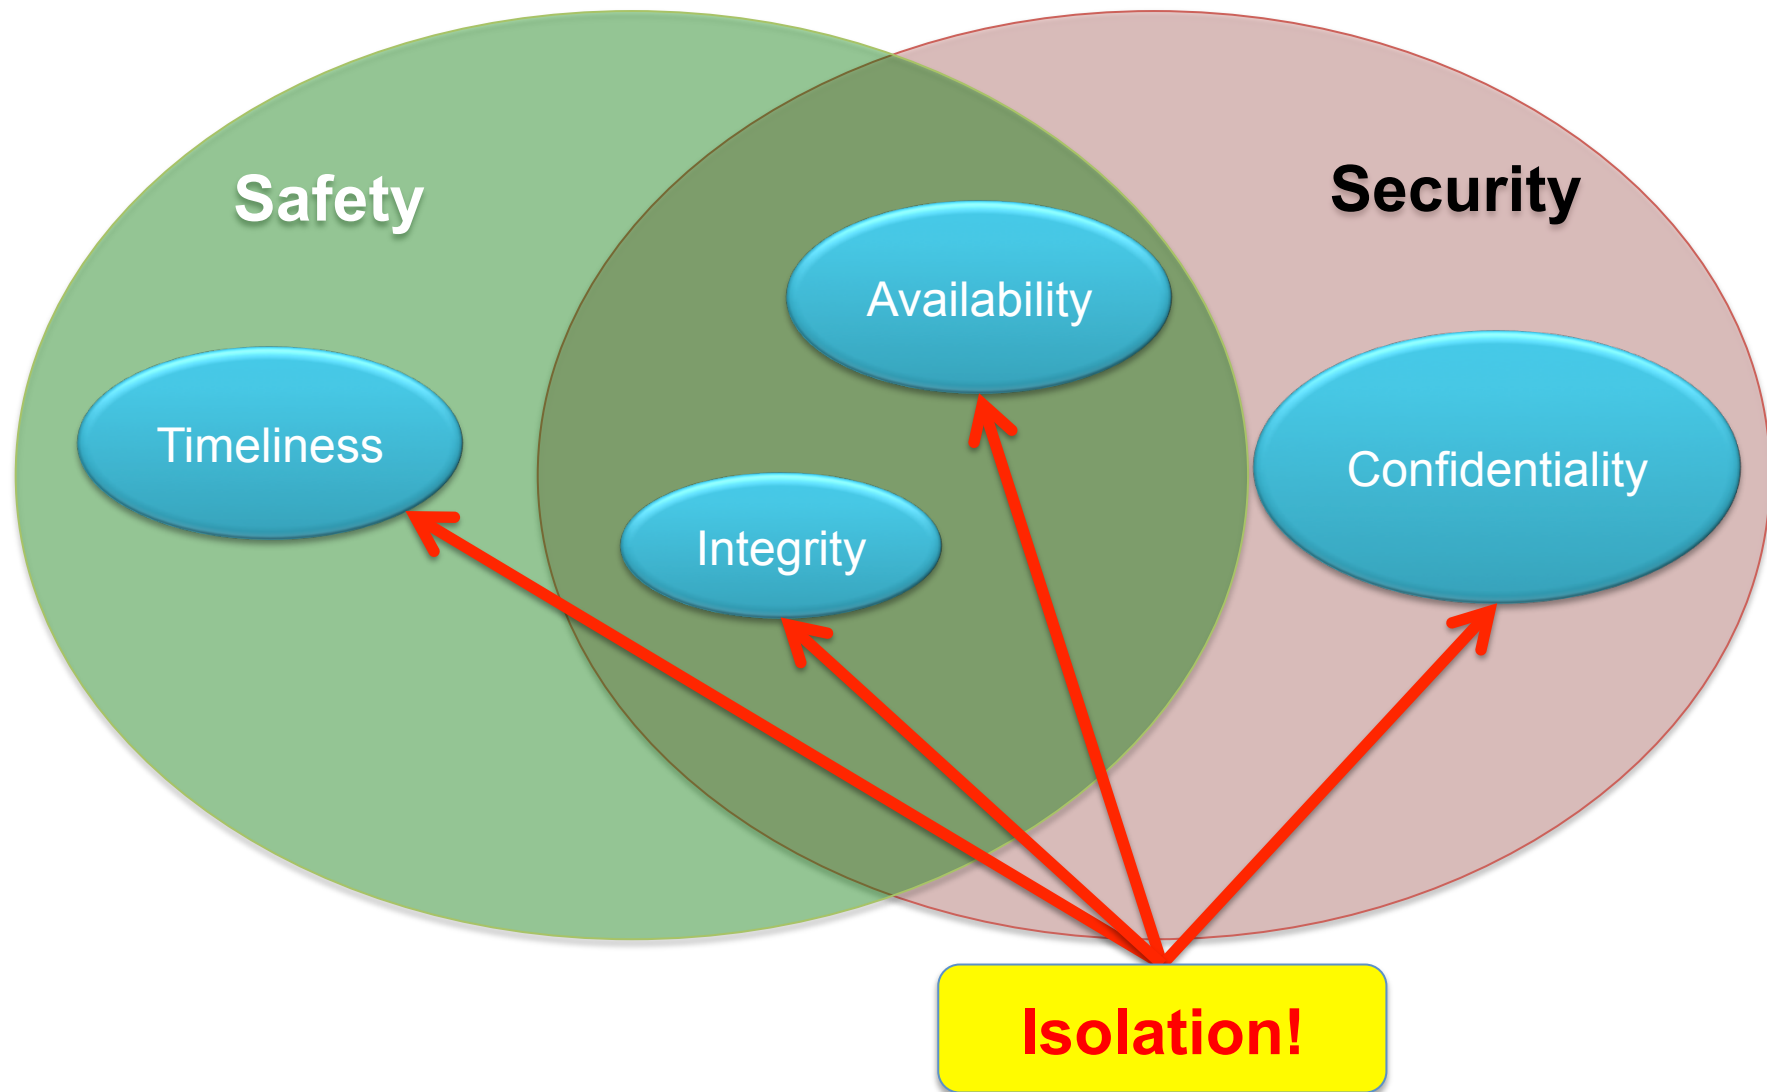 Safety
Security
Availability
Timeliness
Confidentiality
Integrity
Isolation!